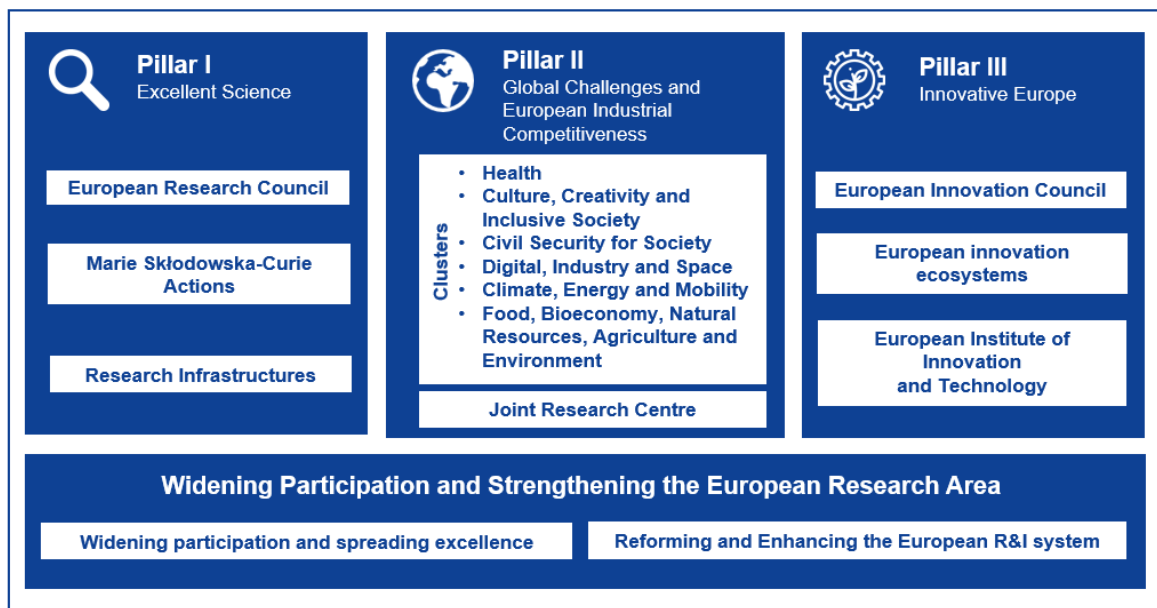 Pillar I
Excellent Science
European Research Council
Marie Skłodowska-Curie
Actions
Research Infrastructures
Pillar II
Global Challenges and
European Industrial
Competitiveness
Clusters
• Health
• Culture, Creativity and
Inclusive Society
• Civil Security for Society
• Digital, Industry and Space
• Climate, Energy and Mobility
• Food, Bioeconomy, Natural
Resources, Agriculture and
Environment
Joint Research Centre
Pillar III
Innovative Europe
European Innovation Council
European innovation
ecosystems
European Institute of
Innovation
and Technology
Widening Participation and Strengthening the European Research Area
Widening participation and spreading excellence
Reforming and Enhancing the European R&I system